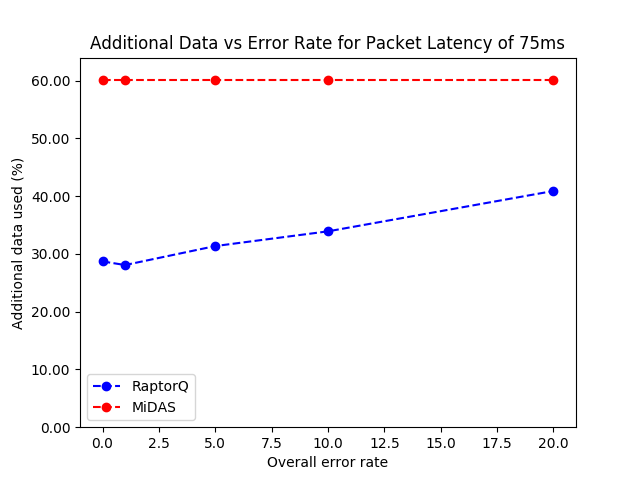 Additional Data vs Error Rate for Packet Latency of 75ms
Additional data used (%)
60.00
50.00
40.00
30.00
20.00
10.00
0.00
RaptorQ
MiDAS
0.0 2.5 5.0 7.5 10.0 12.5 15.0 17.5 20.0
Overall error rate